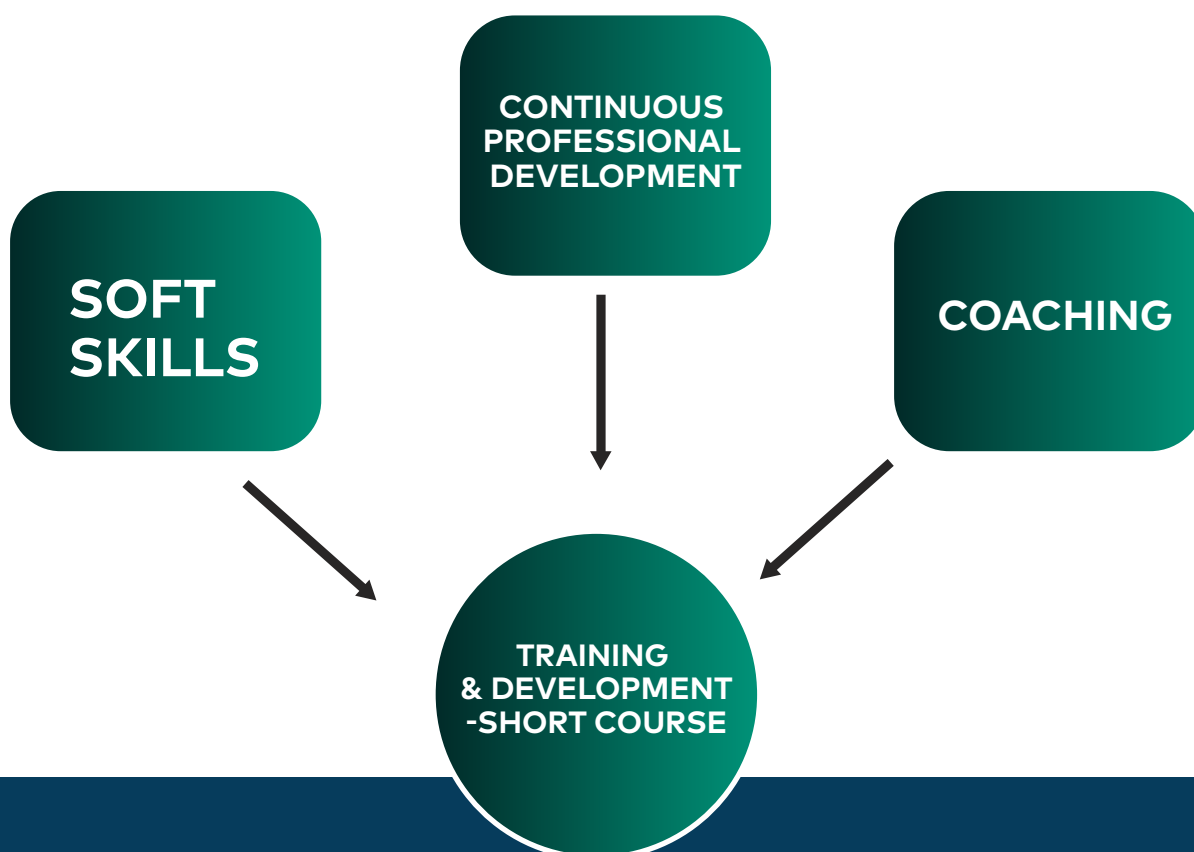 CONTINUOUS
PROFESSIONAL
DEVELOPMENT
SOFT
SKILLS
COACHING
TRAINING
& DEVELOPMENT
-SHORT COURSE